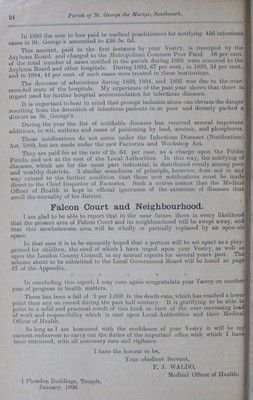 24 Parish of St. George the Martyr, Southwark.
In 1895 the sum in fees paid to medical practitioners for notifying 456 infectious
cases in St. George's amounted to £46 5s. 6d.
This amount, paid in the first instance by your Vestry, is recouped by the
Asylums Board, and charged to the Metropolitan Common Poor Fund. 46 per cent.
of the total number of cases notified in the parish during 1895 were removed to the
Asylums Board and other hospitals. During 1892, 62 per cent., in 1893, 34 per cent.,
and in 1894, 44 per cent. of such cases were treated in these institutions.
The decrease of admissions during 1893, 1894, and 1895 was due to the over-
crowded state of the hospitals. My experience of the past year shows that there is
urgent need for further hospital accommodation for infectious diseases.
It is important to bear in mind that prompt isolation alone can obviate the danger
resulting from the detention of infectious patients in so poor and densely packed a
district as St. George's.
During the year the list of notifiable diseases has received several important
additions, to wit, anthrax and cases of poisoning by lead, arsenic, and phosphorus.
These notifications do not come under the Infectious Diseases (Notification)
Act, 1889, but are made under the new Factories and Workshop Act.
They are paid for at the rate of 2s. 6d. per case, as a charge upon the Public
Funds, and not at the cost of the Local Authorities. In this way, the notifying of
diseases, which are for the most part industrial, is distributed evenly among poor
and wealthy districts. A similar soundness of principle, however, does not in any
way extend to the further condition that these new notifications must be made
direct to the Chief Inspector of Factories. Such a course means that the Medical
Officer of Health is kept in official ignorance of the existence of diseases that
swell the mortality of his district.
Falcon Court and Neighbourhood.
I am glad to be able to report that in the near future there is every likelihood
that the present area of Falcon Court and its neighbourhood will be swept away, and
that this unwholesome area will be wholly or partially replaced by an open-air
space.
In that case it is to be earnestly hoped that a portion will be set apart as a play-
ground for children, the need of which I have urged upon your Vestry, as well as
upon the London County Council, in my annual reports for several years past. The
scheme about to be submitted to the Local Government Board will be found at page
27 of the Appendix.
In concluding this report, I may once again congratulate your Vestry on another
year of progress in health matters.
There has been a fall of ·2 per 1,000 in the death-rate, which has reached a lower
point than any on record during the past half century. It is gratifying to be able to
point to a solid and practical result of this kind, in view of the ever increasing load
of work and responsibility which is cast upon Local Authorities and their Medical
Officer of Health.
So long as I am honoured with the confidence of your Vestry it will be my
earnest endeavour to carry out the duties of the important office with which I have
been entrusted, with all necessary care and vigilance.
I have the honour to be,
Your obedient Servant,
F. J. WALDO,
Medical Officer of Health.
1 Plowden Buildings, Temple,
January, 1896.